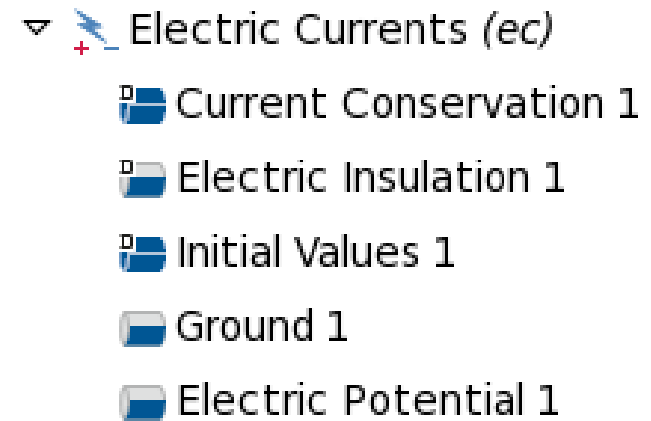 Electric Currents (ec)
D Current Conservation 1
D Electric Insulation 1
D Initial Values 1
Ground 1
Electric Potential 1